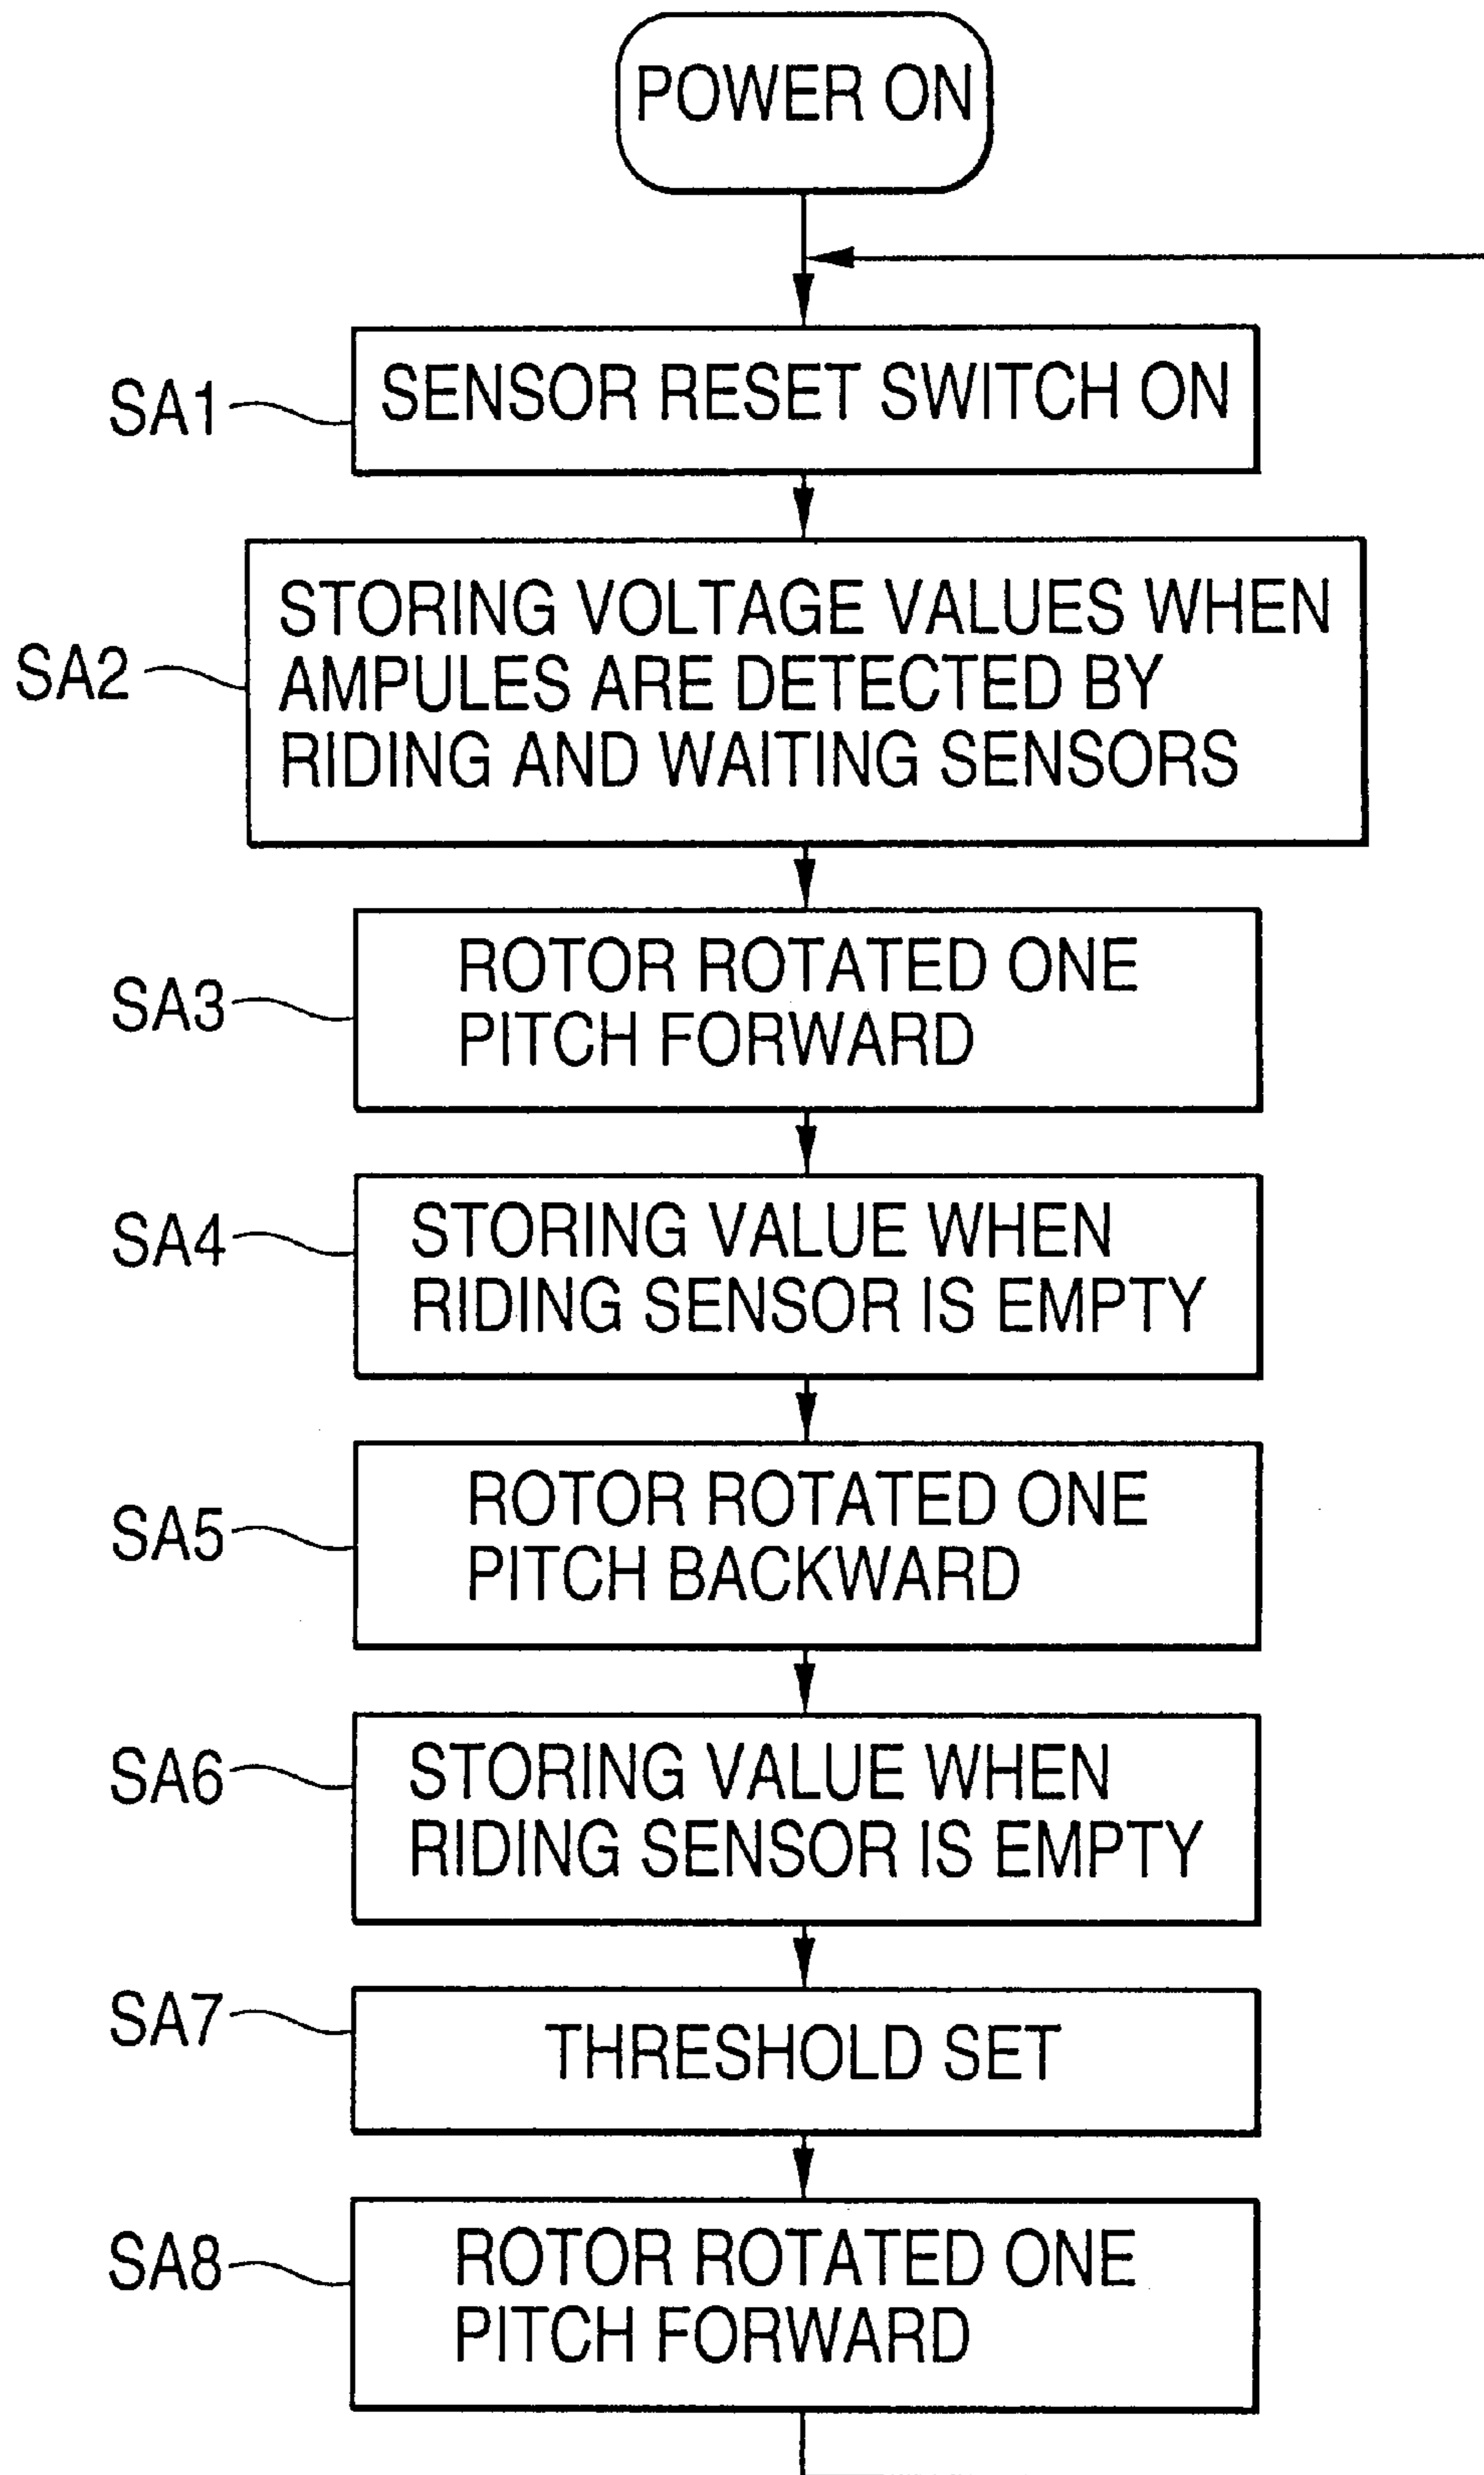 POWER ON
SA1
SENSOR RESET SWITCH ON
SA2
STORING VOLTAGE VALUES WHEN
AMPULES ARE DETECTED BY
RIDING AND WAITING SENSORS
SA3
ROTOR ROTATED ONE
PITCH FORWARD
SA4
STORING VALUE WHEN
RIDING SENSOR IS EMPTY
SA5
ROTOR ROTATED ONE
PITCH BACKWARD
SA6
STORING VALUE WHEN
RIDING SENSOR IS EMPTY
SA7
THRESHOLD SET
SA8
ROTOR ROTATED ONE
PITCH FORWARD